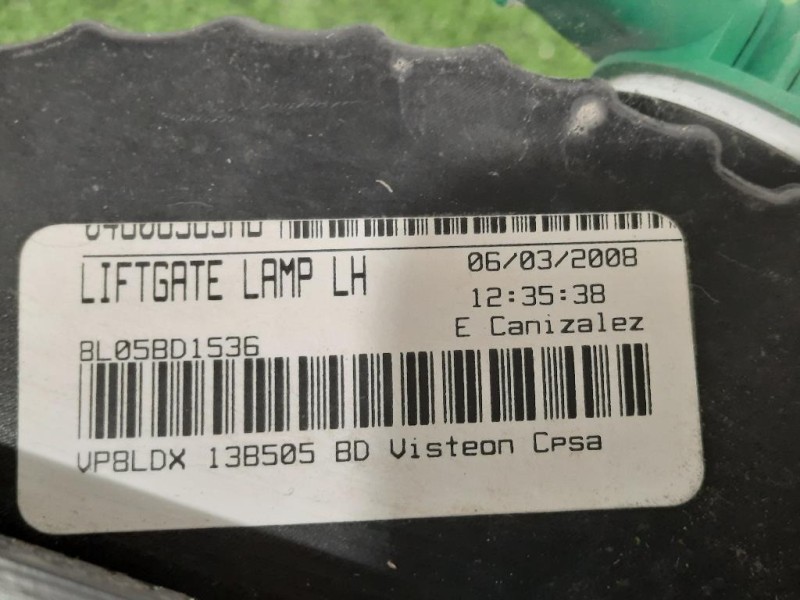 LIFTGATE LAMP LH
06/03/2008
12:35:38
E Canizalez
8L05BD1536
VP8LDX 13B505 BD Visteon Cpsa